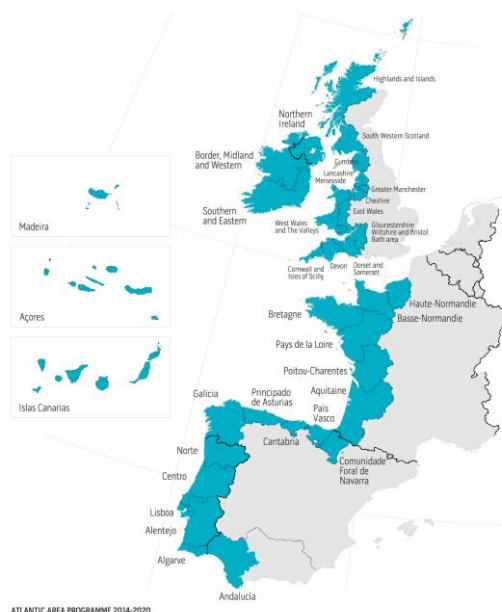 Highlands and Islands
Northern
Ireland
South Western Scotland
Border, Midland
and Western
Cumbria
Lancashire
Merseyside
Greater Manchester
Cheshire
East Wales
Southern
and Eastern
West Wales
and The Valleys
Gloucestershire
Wiltshire and Bristol
Bath area
Cornwall and
Isles of Scilly
Devon
Dorset and
Somerset
Madeira
Açores
Islas Canarias
Haute-Normandie
Basse-Normandie
Bretagne
Pays de la Loire
Poitou-Charentes
Aquitaine
Pais
Vasco
Principado
de Asturias
Galicia
Cantabria
Comunidade
Foral de
Navarra
Norte
Centro
Lisboa
Alentejo
Algarve
Andalucía
ATLANTIC AREA PROGRAMME 2014-2020